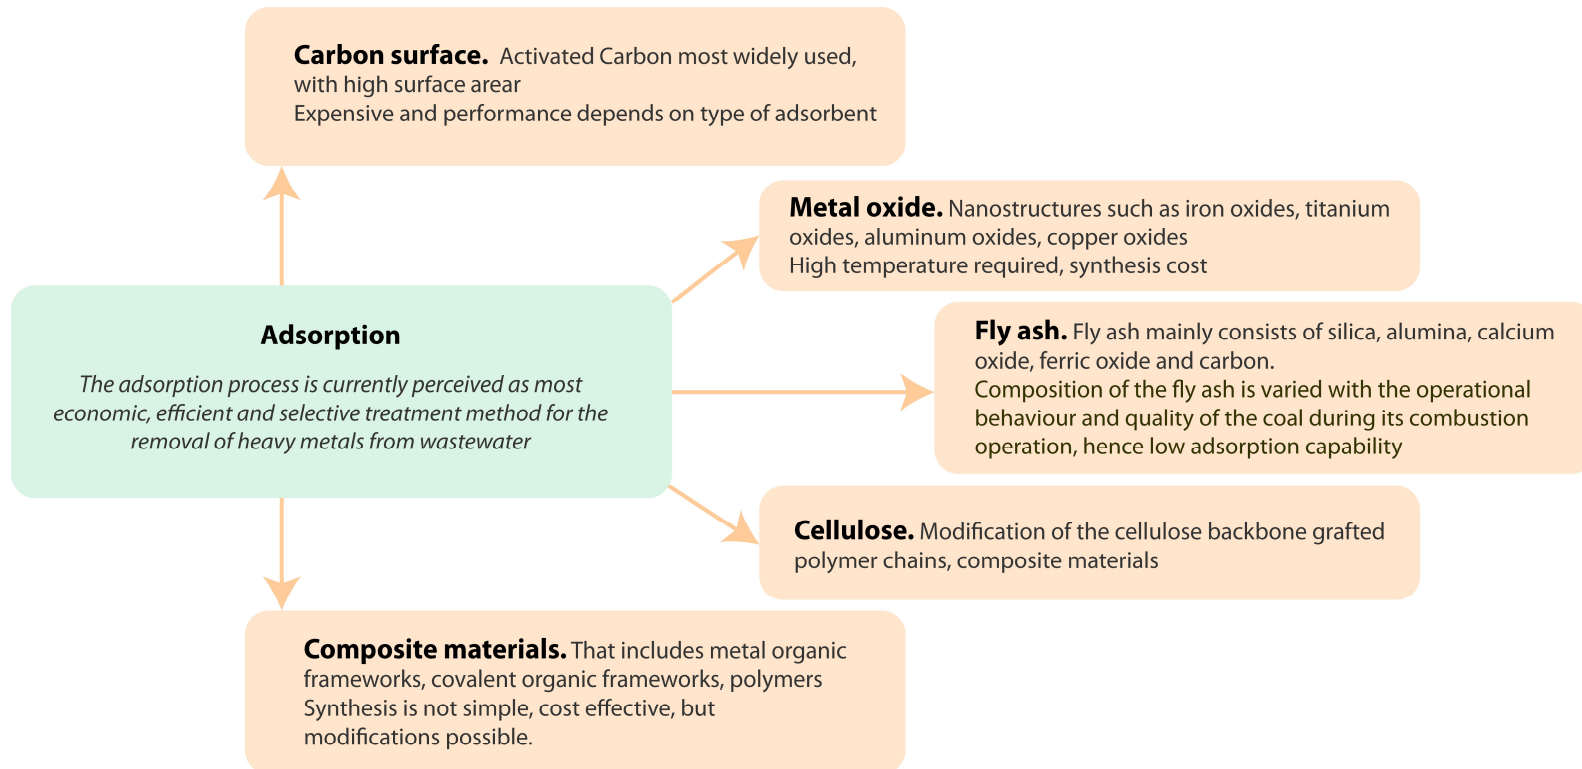 Carbon surface. Activated Carbon most widely used,
with high surface arear
Expensive and performance depends on type of adsorbent
Metal oxide. Nanostructures such as iron oxides, titanium
oxides, aluminum oxides, copper oxides
High temperature required, synthesis cost
Adsorption
The adsorption process is currently perceived as most
economic, efficient and selective treatment method for the
removal of heavy metals from wastewater
Fly ash. Fly ash mainly consists of silica, alumina, calcium
oxide, ferric oxide and carbon.
Composition of the fly ash is varied with the operational
behaviour and quality of the coal during its combustion
operation, hence low adsorption capability
Cellulose. Modification of the cellulose backbone grafted
polymer chains, composite materials
Composite materials. That includes metal organic
frameworks, covalent organic frameworks, polymers
Synthesis is not simple, cost effective, but
modifications possible.